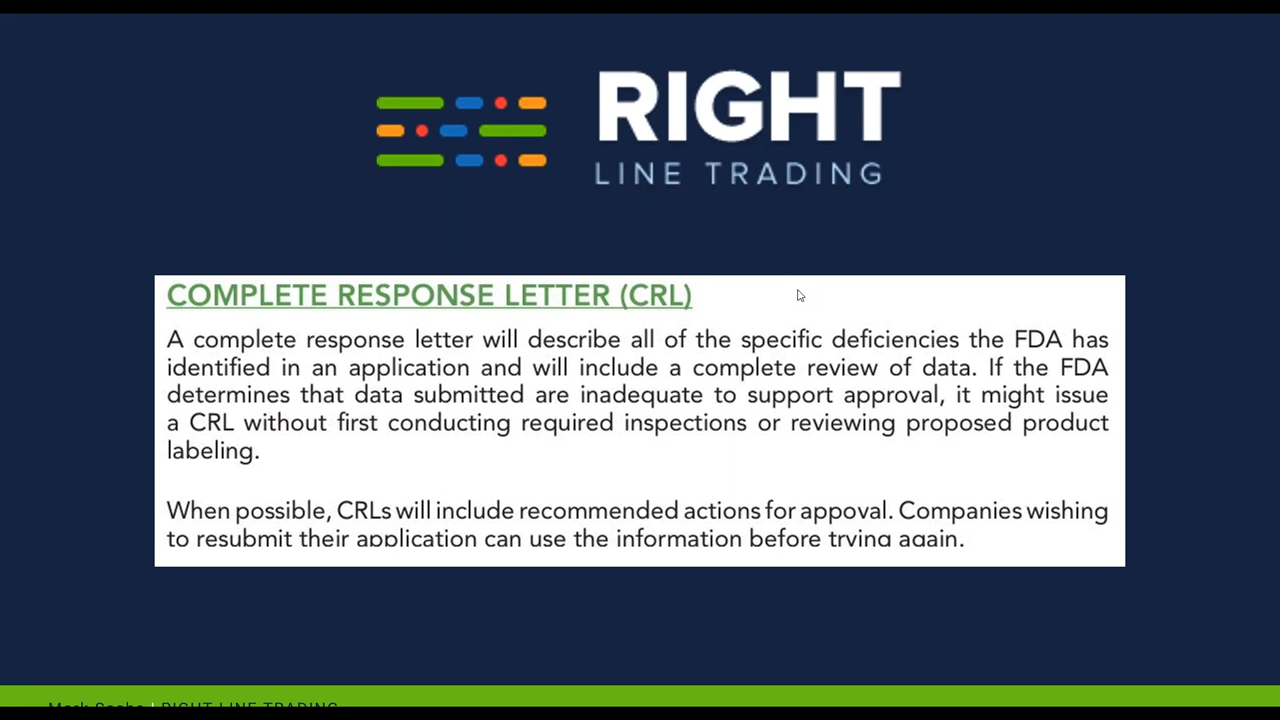 RIGHT
LINE TRADING
COMPLETE RESPONSE LETTER (CRL)
A complete response letter will describe all of the specific deficiencies the FDA has
identified in an application and will include a complete review of data. If the FDA
determines that data submitted are inadequate to support approval, it might issue
a CRL without first conducting required inspections or reviewing proposed product
labeling.
When possible, CRLs will include recommended actions for appoval. Companies wishing
to resubmit their application can use the information before trying again.
| RIGHT LINE TRADING